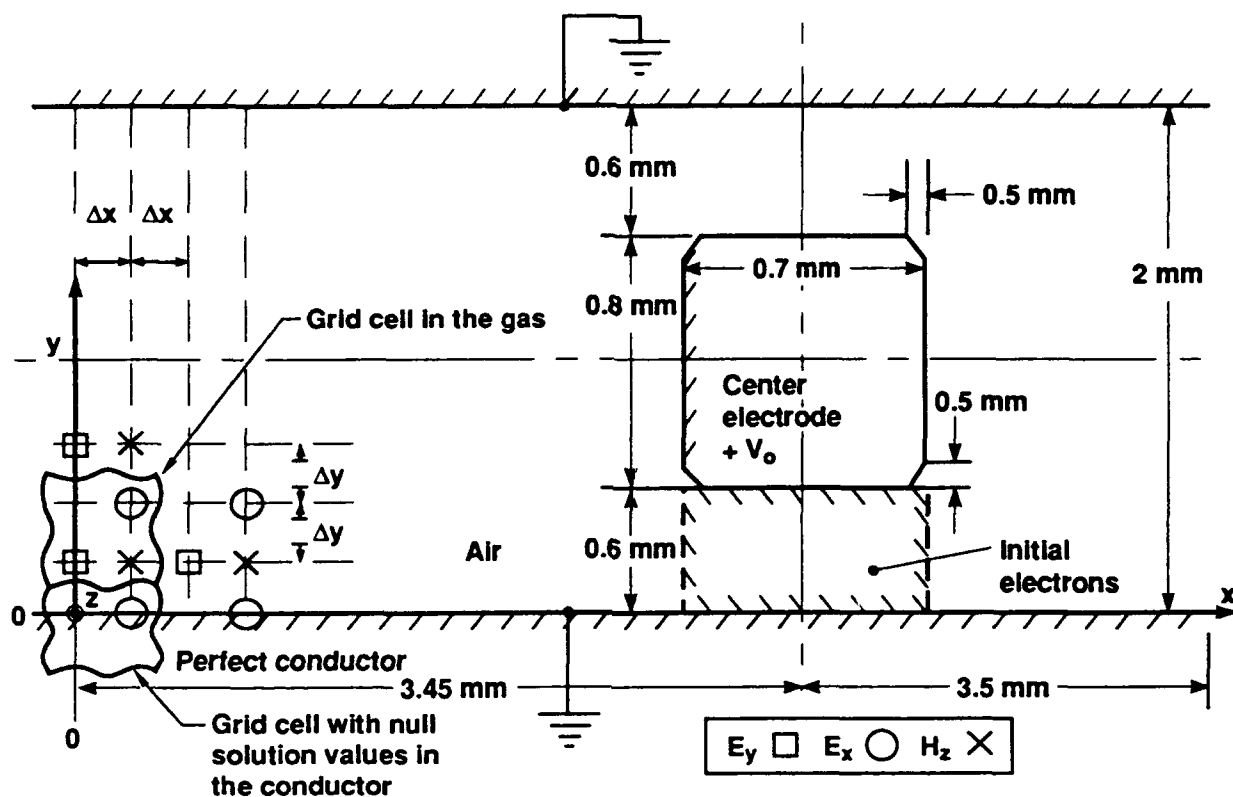 0.6 mm
0.5 mm
Δx Δx
0.7 mm
2 mm
0.8 mm
Grid cell in the gas
y
Center
electrode
+ Vo
0.5 mm
Δy
Δy
Air
0.6 mm
Initial
electrons
z
0
x
Perfect conductor
3.45 mm
3.5 mm
0
Grid cell with null
solution values in
the conductor
Ey Ex Hz